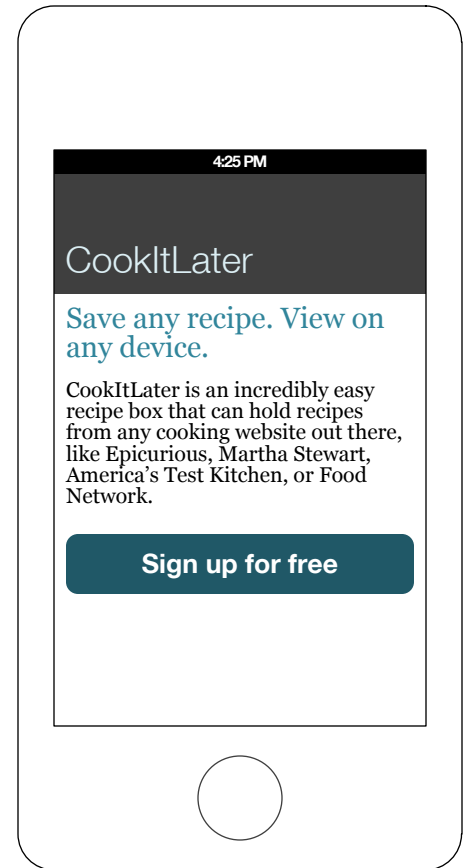 4:25 PM
CookItLater
Save any recipe. View on
any device.
CookItLater is an incredibly easy
recipe box that can hold recipes
from any cooking website out there,
like Epicurious, Martha Stewart,
America’s Test Kitchen, or Food
Network.
Sign up for free